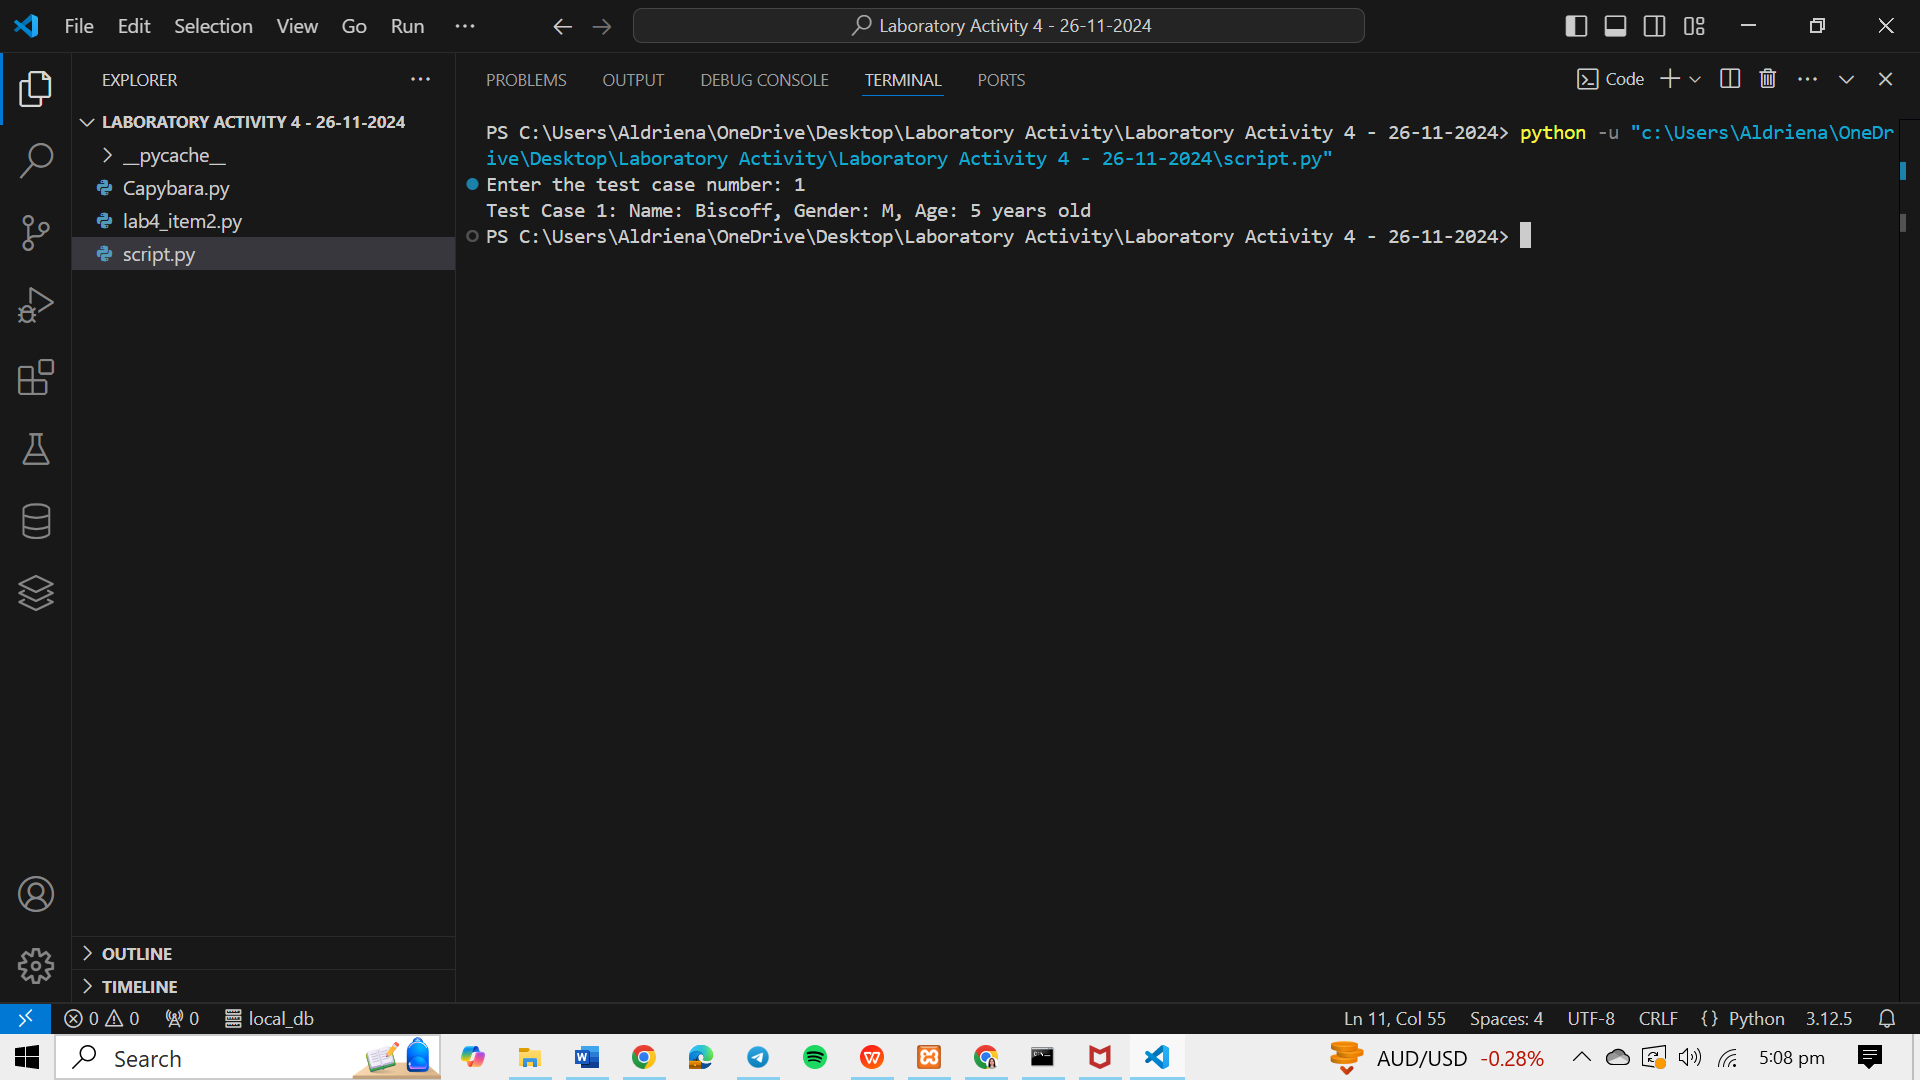 File Edit Selection View Go Run ···
Laboratory Activity 4 - 26-11-2024
EXPLORER
LABORATORY ACTIVITY 4 - 26-11-2024
__pycache__
Capybara.py
lab4_item2.py
script.py
OUTLINE
TIMELINE
PROBLEMS OUTPUT DEBUG CONSOLE TERMINAL PORTS
Code
PS C:\Users\Aldriena\OneDrive\Desktop\Laboratory Activity\Laboratory Activity 4 - 26-11-2024> python -u "c:\Users\Aldriena\OneDr
ive\Desktop\Laboratory Activity\Laboratory Activity 4 - 26-11-2024\script.py"
Enter the test case number: 1
Test Case 1: Name: Biscoff, Gender: M, Age: 5 years old
PS C:\Users\Aldriena\OneDrive\Desktop\Laboratory Activity\Laboratory Activity 4 - 26-11-2024>
0 0 0 local_db Ln 11, Col 55 Spaces: 4 UTF-8 CRLF {} Python 3.12.5
Search AUD/USD -0.28% 5:08 pm